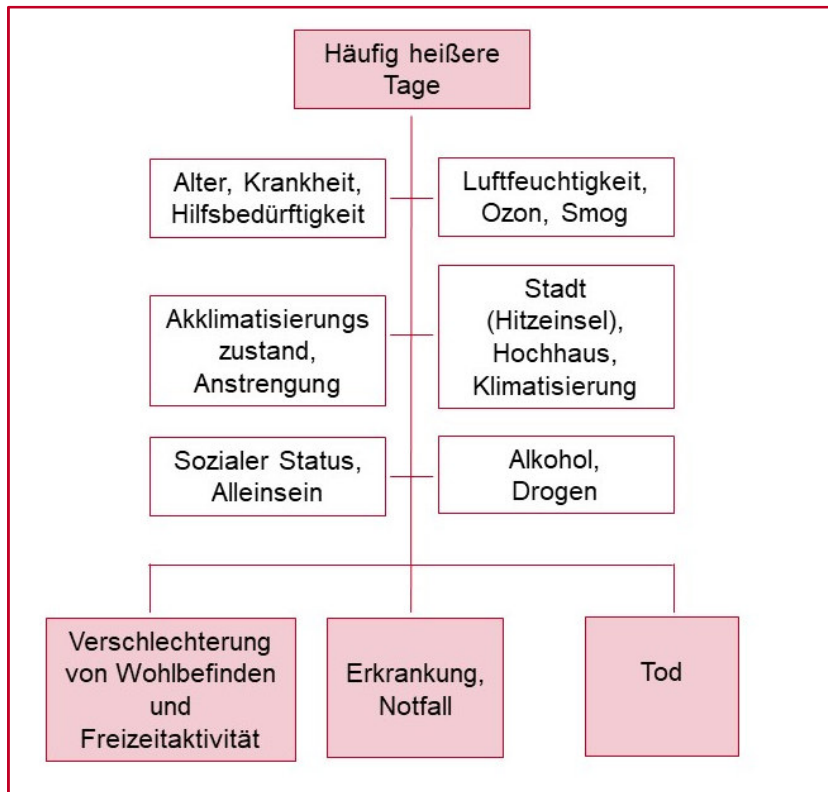 Häufig heißere
Tage
Alter, Krankheit,
Hilfsbedürftigkeit
Luftfeuchtigkeit,
Ozon, Smog
Akklimatisierungs
zustand,
Anstrengung
Stadt
(Hitzeinsel),
Hochhaus,
Klimatisierung
Sozialer Status,
Alleinsein
Alkohol,
Drogen
Verschlechterung
von Wohlbefinden
und
Freizeitaktivität
Erkrankung,
Notfall
Tod